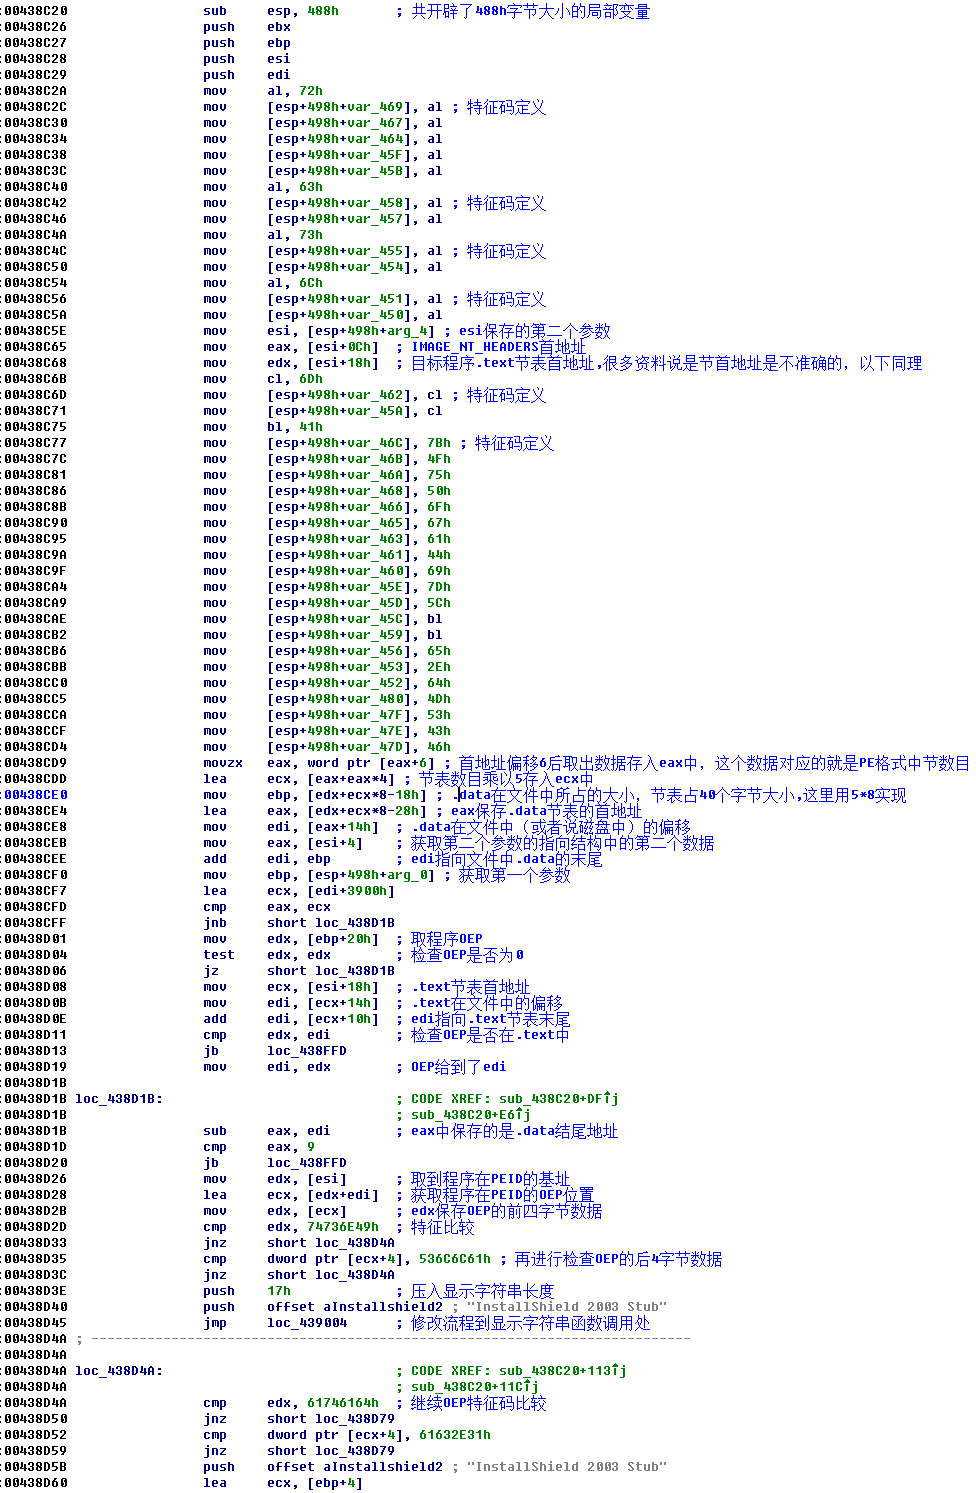 :00438C20 sub esp, 488h ; 共开辟了488h字节大小的局部变量
:00438C26 push ebx
:00438C27 push ebp
:00438C28 push esi
:00438C29 push edi
:00438C2A mov al, 72h
:00438C2C mov [esp+498h+var_469], al ; 特征码定义
:00438C30 mov [esp+498h+var_467], al
:00438C34 mov [esp+498h+var_464], al
:00438C38 mov [esp+498h+var_45F], al
:00438C3C mov [esp+498h+var_45B], al
:00438C40 mov al, 63h
:00438C42 mov [esp+498h+var_458], al ; 特征码定义
:00438C46 mov [esp+498h+var_457], al
:00438C4A mov al, 73h
:00438C4C mov [esp+498h+var_455], al ; 特征码定义
:00438C50 mov [esp+498h+var_454], al
:00438C54 mov al, 6Ch
:00438C56 mov [esp+498h+var_451], al ; 特征码定义
:00438C5A mov [esp+498h+var_450], al
:00438C5E mov esi, [esp+498h+arg_4] ; esi保存的第二个参数
:00438C65 mov eax, [esi+0Ch] ; IMAGE_NT_HEADERS首地址
:00438C68 mov edx, [esi+18h] ; 目标程序.text节表首地址,很多资料说是节首地址是不准确的，以下同理
:00438C6B mov cl, 6Dh
:00438C6D mov [esp+498h+var_462], cl ; 特征码定义
:00438C71 mov [esp+498h+var_45A], cl
:00438C75 mov bl, 41h
:00438C77 mov [esp+498h+var_46C], 7Bh ; 特征码定义
:00438C7C mov [esp+498h+var_46B], 4Fh
:00438C81 mov [esp+498h+var_46A], 75h
:00438C86 mov [esp+498h+var_468], 50h
:00438C8B mov [esp+498h+var_466], 6Fh
:00438C90 mov [esp+498h+var_465], 67h
:00438C95 mov [esp+498h+var_463], 61h
:00438C9A mov [esp+498h+var_461], 44h
:00438C9F mov [esp+498h+var_460], 69h
:00438CA4 mov [esp+498h+var_45E], 7Dh
:00438CA9 mov [esp+498h+var_45D], 5Ch
:00438CAE mov [esp+498h+var_45C], bl
:00438CB2 mov [esp+498h+var_459], bl
:00438CB6 mov [esp+498h+var_456], 65h
:00438CBB mov [esp+498h+var_453], 2Eh
:00438CC0 mov [esp+498h+var_452], 64h
:00438CC5 mov [esp+498h+var_480], 4Dh
:00438CCA mov [esp+498h+var_47F], 53h
:00438CCF mov [esp+498h+var_47E], 43h
:00438CD4 mov [esp+498h+var_47D], 46h
:00438CD9 movzx eax, word ptr [eax+6] ; 首地址偏移6后取出数据存入eax中，这个数据对应的就是PE格式中节数目
:00438CDD lea ecx, [eax+eax*4] ; 节表数目乘以5存入ecx中
:00438CE0 mov ebp, [edx+ecx*8-18h] ; .data在文件中所占的大小，节表占40个字节大小,这里用5*8实现
:00438CE4 lea eax, [edx+ecx*8-28h] ; eax保存.data节表的首地址
:00438CE8 mov edi, [eax+14h] ; .data在文件中（或者说磁盘中）的偏移
:00438CEB mov eax, [esi+4] ; 获取第二个参数的指向结构中的第二个数据
:00438CEE add edi, ebp ; edi指向文件中.data的末尾
:00438CF0 mov ebp, [esp+498h+arg_0] ; 获取第一个参数
:00438CF7 lea ecx, [edi+3900h]
:00438CFD cmp eax, ecx
:00438CFF jnb short loc_438D1B
:00438D01 mov edx, [ebp+20h] ; 取程序OEP
:00438D04 test edx, edx ; 检查OEP是否为0
:00438D06 jz short loc_438D1B
:00438D08 mov ecx, [esi+18h] ; .text节表首地址
:00438D0B mov edi, [ecx+14h] ; .text在文件中的偏移
:00438D0E add edi, [ecx+10h] ; edi指向.text节表末尾
:00438D11 cmp edx, edi ; 检查OEP是否在.text中
:00438D13 jb loc_438FFD
:00438D19 mov edi, edx ; OEP给到了edi
:00438D1B
:00438D1B loc_438D1B: ; CODE XREF: sub_438C20+DF↑j
:00438D1B ; sub_438C20+E6↑j
:00438D1B sub eax, edi ; eax中保存的是.data结尾地址
:00438D1D cmp eax, 9
:00438D20 jb loc_438FFD
:00438D26 mov edx, [esi] ; 取到程序在PEID的基址
:00438D28 lea ecx, [edx+edi] ; 获取程序在PEID的OEP位置
:00438D2B mov edx, [ecx] ; edx保存OEP的前四字节数据
:00438D2D cmp edx, 74736E49h ; 特征比较
:00438D33 jnz short loc_438D4A
:00438D35 cmp dword ptr [ecx+4], 536C6C61h ; 再进行检查OEP的后4字节数据
:00438D3C jnz short loc_438D4A
:00438D3E push 17h ; 压入显示字符串长度
:00438D40 push offset aInstallshield2 ; "InstallShield 2003 Stub"
:00438D45 jmp loc_439004 ; 修改流程到显示字符串函数调用处
:00438D4A ; ---------------------------------------------------------------------------
:00438D4A
:00438D4A loc_438D4A: ; CODE XREF: sub_438C20+113↑j
:00438D4A ; sub_438C20+11C↑j
:00438D4A cmp edx, 61746164h ; 继续OEP特征码比较
:00438D50 jnz short loc_438D79
:00438D52 cmp dword ptr [ecx+4], 61632E31h
:00438D59 jnz short loc_438D79
:00438D5B push offset aInstallshield2 ; "InstallShield 2003 Stub"
:00438D60 lea ecx, [ebp+4]